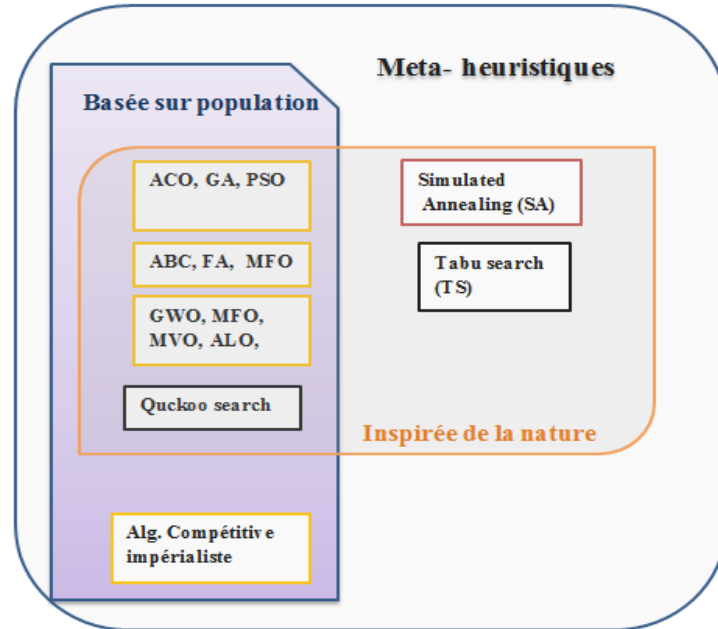 Meta- heuristiques
Basée sur population
ACO, GA, PSO
ABC, FA, MFO
GWO, MFO,
MVO, ALO,
Quckoo search
Simulated
Annealing (SA)
Tabu search
(TS)
Inspirée de la nature
Alg. Compétitive
impérialiste